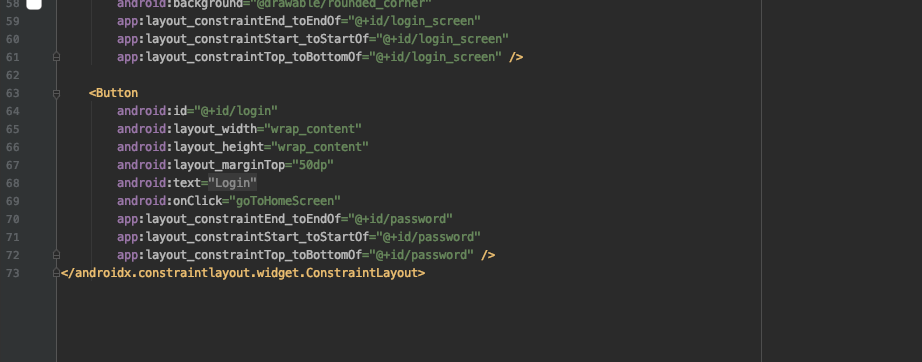 58 android:background="@drawable/rounded_corner"
59 app:layout_constraintEnd_toEndOf="@+id/login_screen"
60 app:layout_constraintStart_toStartOf="@+id/login_screen"
61 app:layout_constraintTop_toBottomOf="@+id/login_screen" />
62
63 <Button
64 android:id="@+id/login"
65 android:layout_width="wrap_content"
66 android:layout_height="wrap_content"
67 android:layout_marginTop="50dp"
68 android:text="Login"
69 android:onClick="goToHomeScreen"
70 app:layout_constraintEnd_toEndOf="@+id/password"
71 app:layout_constraintStart_toStartOf="@+id/password"
72 app:layout_constraintTop_toBottomOf="@+id/password" />
73 </androidx.constraintlayout.widget.ConstraintLayout>